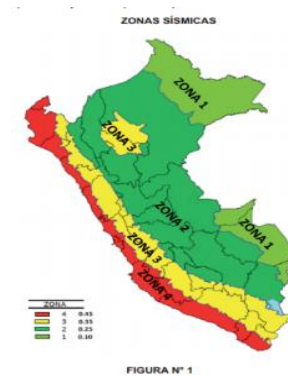 ZONAS SÍSMICAS
ZONA 1
ZONA 3
ZONA 2
ZONA 1
ZONA 3
ZONA 4
ZONA
4 0.45
3 0.35
2 0.25
1 0.10
FIGURA N° 1